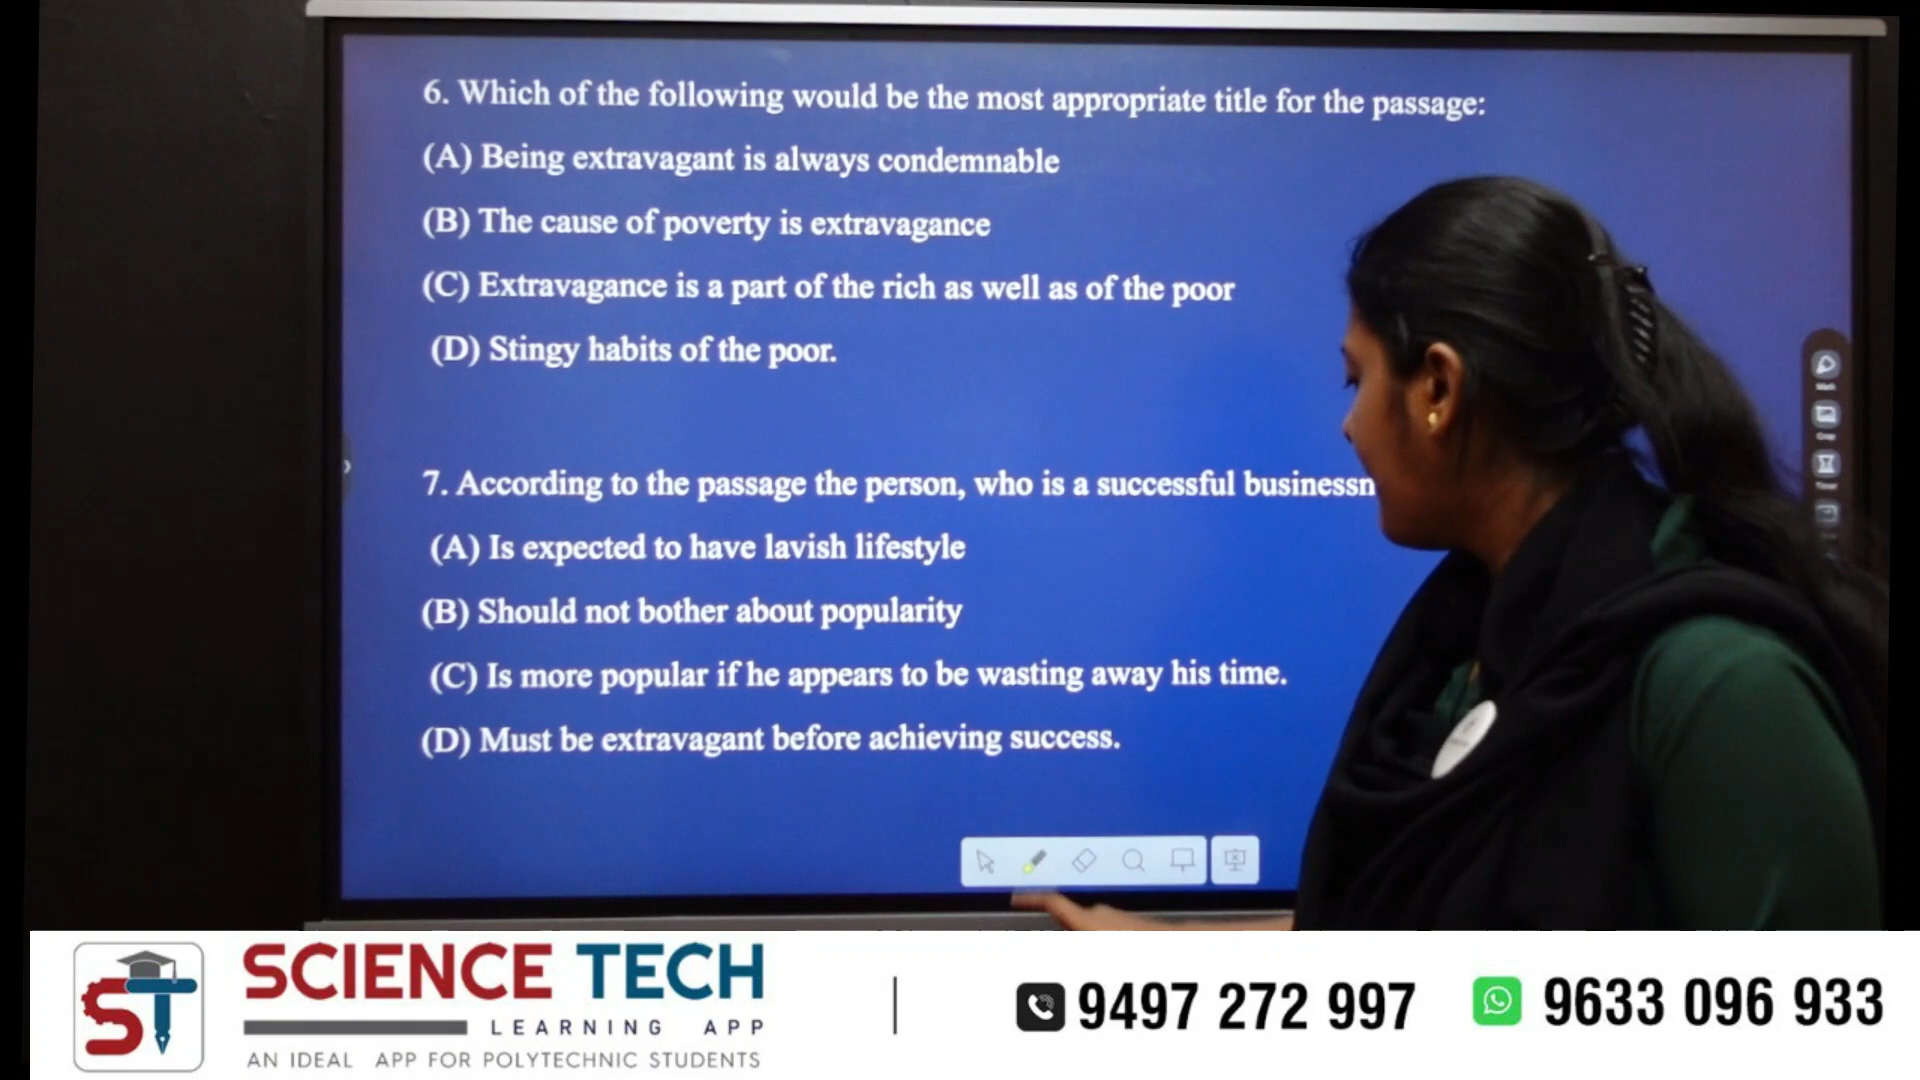 6. Which of the following would be the most appropriate title for the passage:
(A) Being extravagant is always condemnable
(B) The cause of poverty is extravagance
(C) Extravagance is a part of the rich as well as of the poor
(D) Stingy habits of the poor.
7. According to the passage the person, who is a successful businessn
(A) Is expected to have lavish lifestyle
(B) Should not bother about popularity
(C) Is more popular if he appears to be wasting away his time.
(D) Must be extravagant before achieving success.
ST
SCIENCE TECH
LEARNING APP
AN IDEAL APP FOR POLYTECHNIC STUDENTS
9497 272 997
9633 096 933